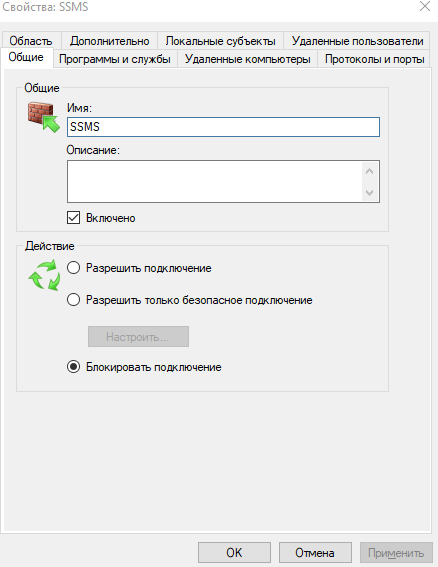 Свойства: SSMS
Область Дополнительно Локальные субъекты Удаленные пользователи
Общие Программы и службы Удаленные компьютеры Протоколы и порты
Общие
Имя:
SSMS
Описание:
Включено
Действие
Разрешить подключение
Разрешить только безопасное подключение
Настроить...
Блокировать подключение
OK Отмена Применить